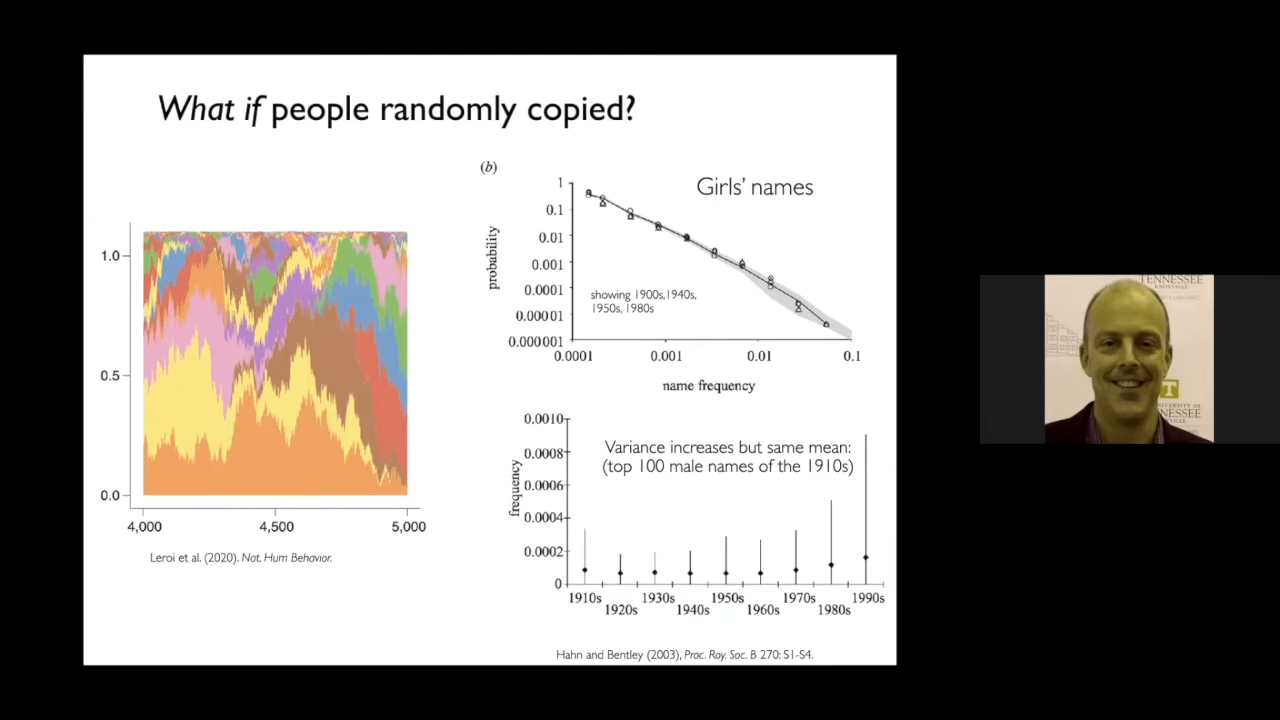 What if people randomly copied?
1.0
0.5
0.0
4,000 4,500 5,000
Leroi et al. (2020). Nat. Hum Behavior.
(b)
Girls' names
probability
1
0.1
0.01
0.001
0.0001
0.00001
0.000001
showing 1900s,1940s,
1950s, 1980s
0.0001 0.001 0.01 0.1
name frequency
Variance increases but same mean:
(top 100 male names of the 1910s)
frequency
0.0010
0.0008
0.0006
0.0004
0.0002
0
1910s 1920s 1930s 1940s 1950s 1960s 1970s 1980s 1990s
Hahn and Bentley (2003), Proc. Roy. Soc. B 270: S1-S4.
TENNESSEE
KNOXVILLE
T
UNIVERSITY OF